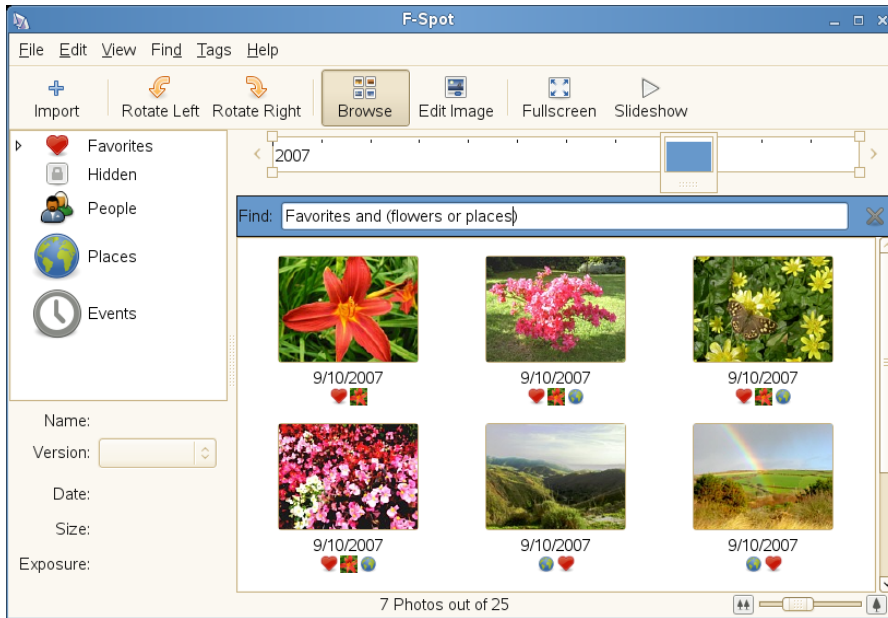 F-Spot
File Edit View Find Tags Help
Import Rotate Left Rotate Right Browse Edit Image Fullscreen Slideshow
Favorites
Hidden
People
Places
Events
2007
Find: Favorites and (flowers or places)
9/10/2007 9/10/2007 9/10/2007
9/10/2007 9/10/2007 9/10/2007
Name:
Version:
Date:
Size:
Exposure:
7 Photos out of 25